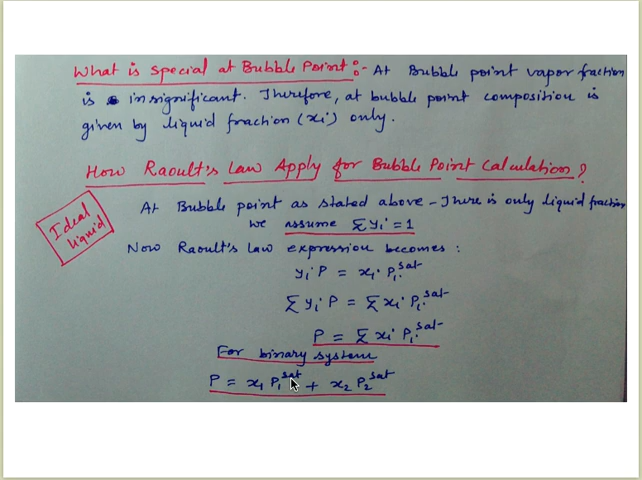 What is special at Bubble Point :- At Bubble point vapor fraction
is insignificant. Therefore, at bubble point composition is
given by liquid fraction (xi) only.
How Raoult's Law Apply for Bubble Point Calculation?
Ideal
liquid
At Bubble point as stated above - There is only liquid fraction
we assume Σyi = 1
Now Raoult's law expression becomes :
yi P = xi Pi^sat
Σ yi P = Σ xi Pi^sat
P = Σ xi Pi^sat
For binary system
P = x1 P1^sat + x2 P2^sat